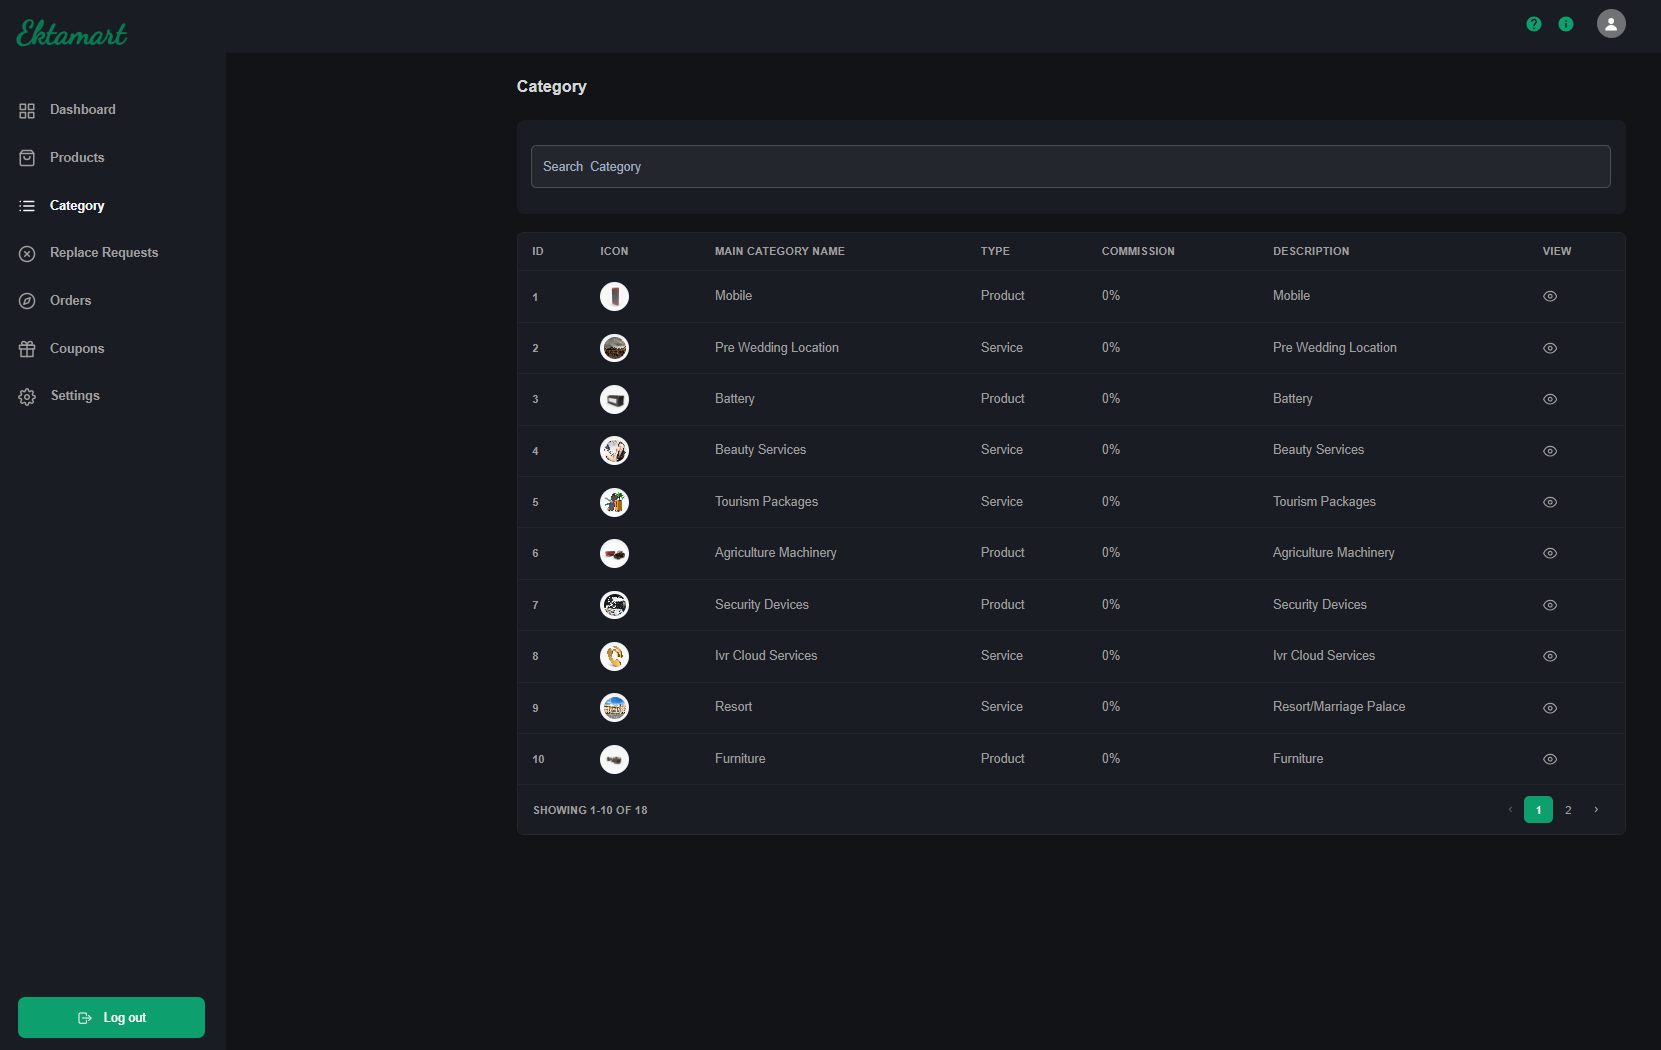 Ektamart
Dashboard
Products
Category
Replace Requests
Orders
Coupons
Settings
Log out
Category
Search Category
ID ICON MAIN CATEGORY NAME TYPE COMMISSION DESCRIPTION VIEW
1 Mobile Product 0% Mobile
2 Pre Wedding Location Service 0% Pre Wedding Location
3 Battery Product 0% Battery
4 Beauty Services Service 0% Beauty Services
5 Tourism Packages Service 0% Tourism Packages
6 Agriculture Machinery Product 0% Agriculture Machinery
7 Security Devices Product 0% Security Devices
8 Ivr Cloud Services Service 0% Ivr Cloud Services
9 Resort Service 0% Resort/Marriage Palace
10 Furniture Product 0% Furniture
SHOWING 1-10 OF 18 1 2